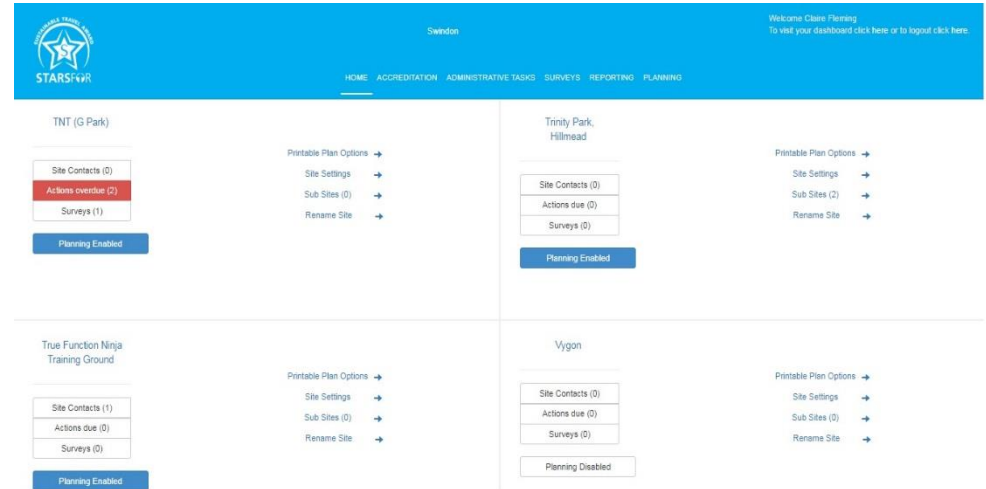 SUSTAINABLE TRAVEL AWARD
ST
STARSFOR
Swindon
Welcome Claire Fleming
To visit your dashboard click here or to logout click here.
HOME ACCREDITATION ADMINISTRATIVE TASKS SURVEYS REPORTING PLANNING
TNT (G Park)
Site Contacts (0)
Actions overdue (2)
Surveys (1)
Planning Enabled
Printable Plan Options
Site Settings
Sub Sites (0)
Rename Site
Trinity Park,
Hillmead
Site Contacts (0)
Actions due (0)
Surveys (0)
Planning Enabled
Printable Plan Options
Site Settings
Sub Sites (2)
Rename Site
True Function Ninja
Training Ground
Site Contacts (1)
Actions due (0)
Surveys (0)
Planning Enabled
Printable Plan Options
Site Settings
Sub Sites (0)
Rename Site
Vygon
Site Contacts (0)
Actions due (0)
Surveys (0)
Planning Disabled
Printable Plan Options
Site Settings
Sub Sites (0)
Rename Site